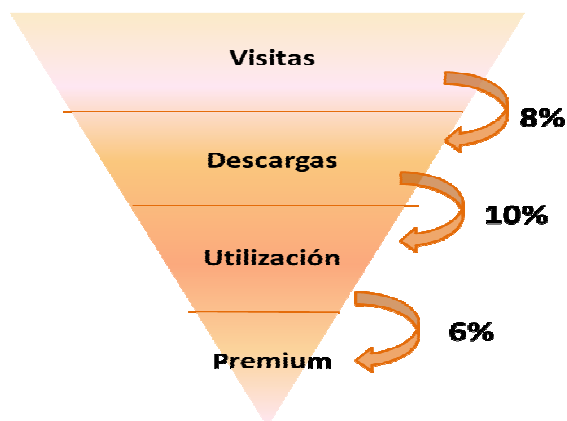 Visitas
8%
Descargas
10%
Utilización
6%
Premium